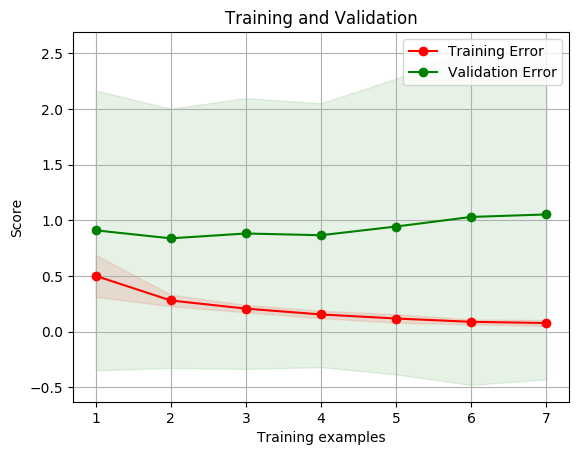 Training and Validation
Training Error
Validation Error
Score
2.5
2.0
1.5
1.0
0.5
0.0
−0.5
1 2 3 4 5 6 7
Training examples